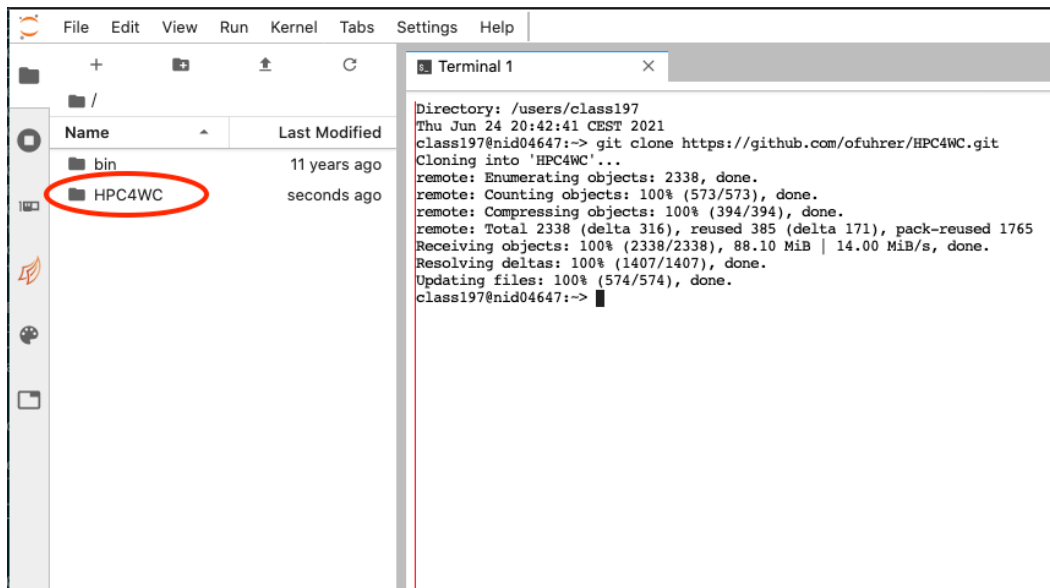 File Edit View Run Kernel Tabs Settings Help
/
Name Last Modified
bin 11 years ago
HPC4WC seconds ago
Terminal 1
Directory: /users/class197
Thu Jun 24 20:42:41 CEST 2021
class197@nid04647:~> git clone https://github.com/ofuhrer/HPC4WC.git
Cloning into 'HPC4WC'...
remote: Enumerating objects: 2338, done.
remote: Counting objects: 100% (573/573), done.
remote: Compressing objects: 100% (394/394), done.
remote: Total 2338 (delta 316), reused 385 (delta 171), pack-reused 1765
Receiving objects: 100% (2338/2338), 88.10 MiB | 14.00 MiB/s, done.
Resolving deltas: 100% (1407/1407), done.
Updating files: 100% (574/574), done.
class197@nid04647:~>